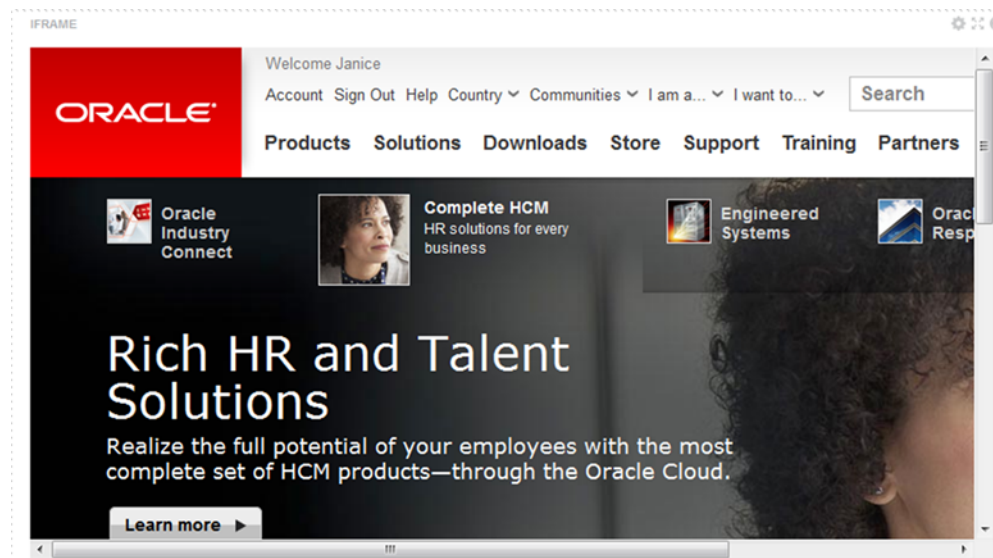 IFRAME
Welcome Janice
Account Sign Out Help Country Communities I am a... I want to... Search
ORACLE
Products Solutions Downloads Store Support Training Partners
Oracle
Industry
Connect
Complete HCM
HR solutions for every
business
Engineered
Systems
Rich HR and Talent
Solutions
Realize the full potential of your employees with the most
complete set of HCM products—through the Oracle Cloud.
Learn more